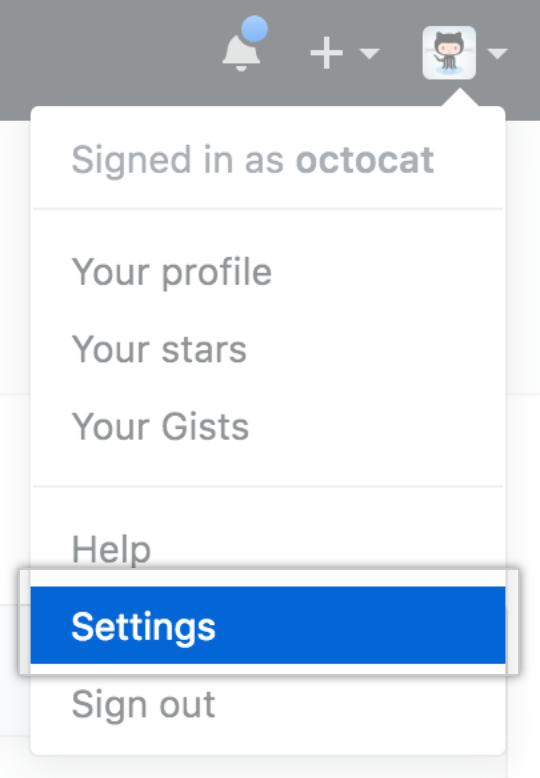 Signed in as octocat
Your profile
Your stars
Your Gists
Help
Settings
Sign out